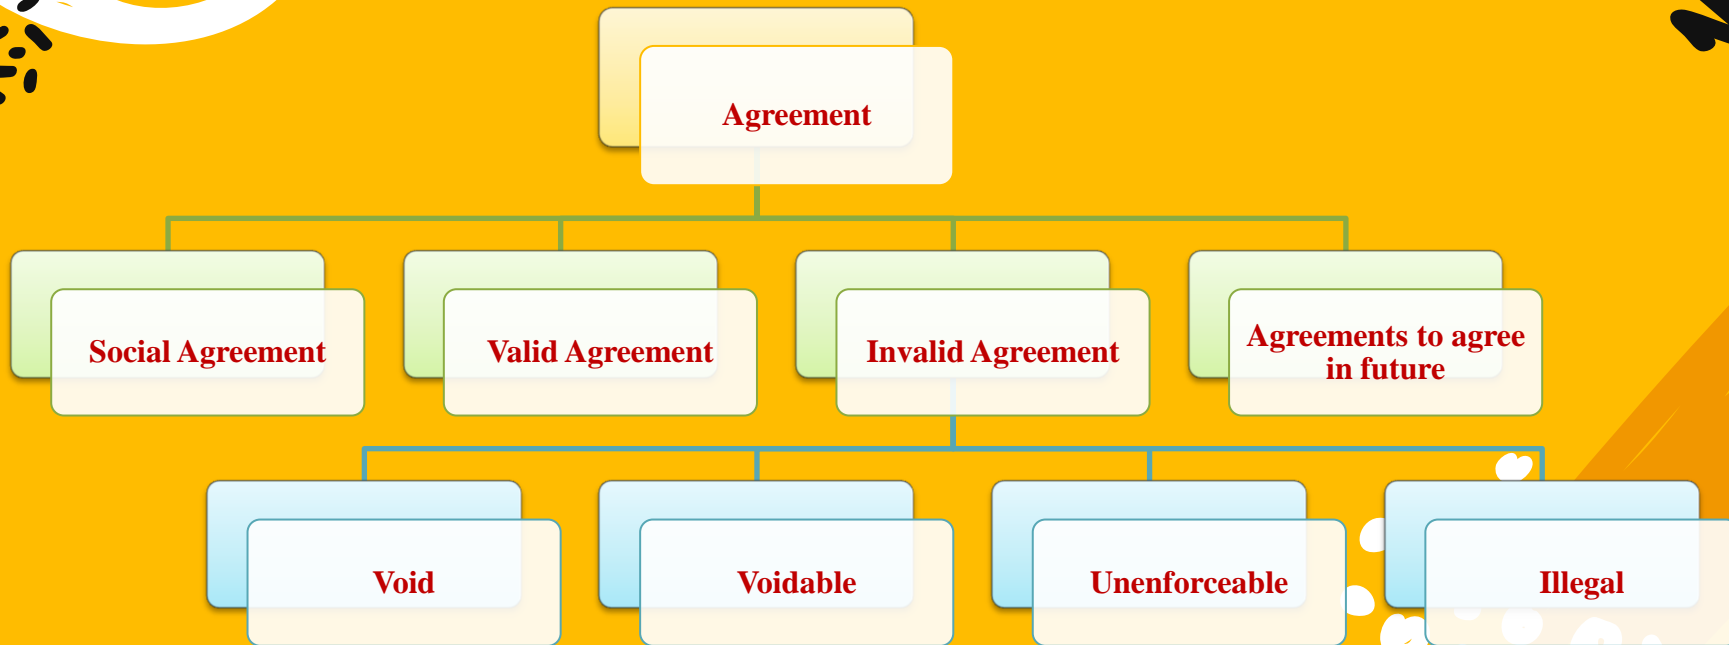 Agreement
Social Agreement
Valid Agreement
Invalid Agreement
Agreements to agree
in future
Void
Voidable
Unenforceable
Illegal